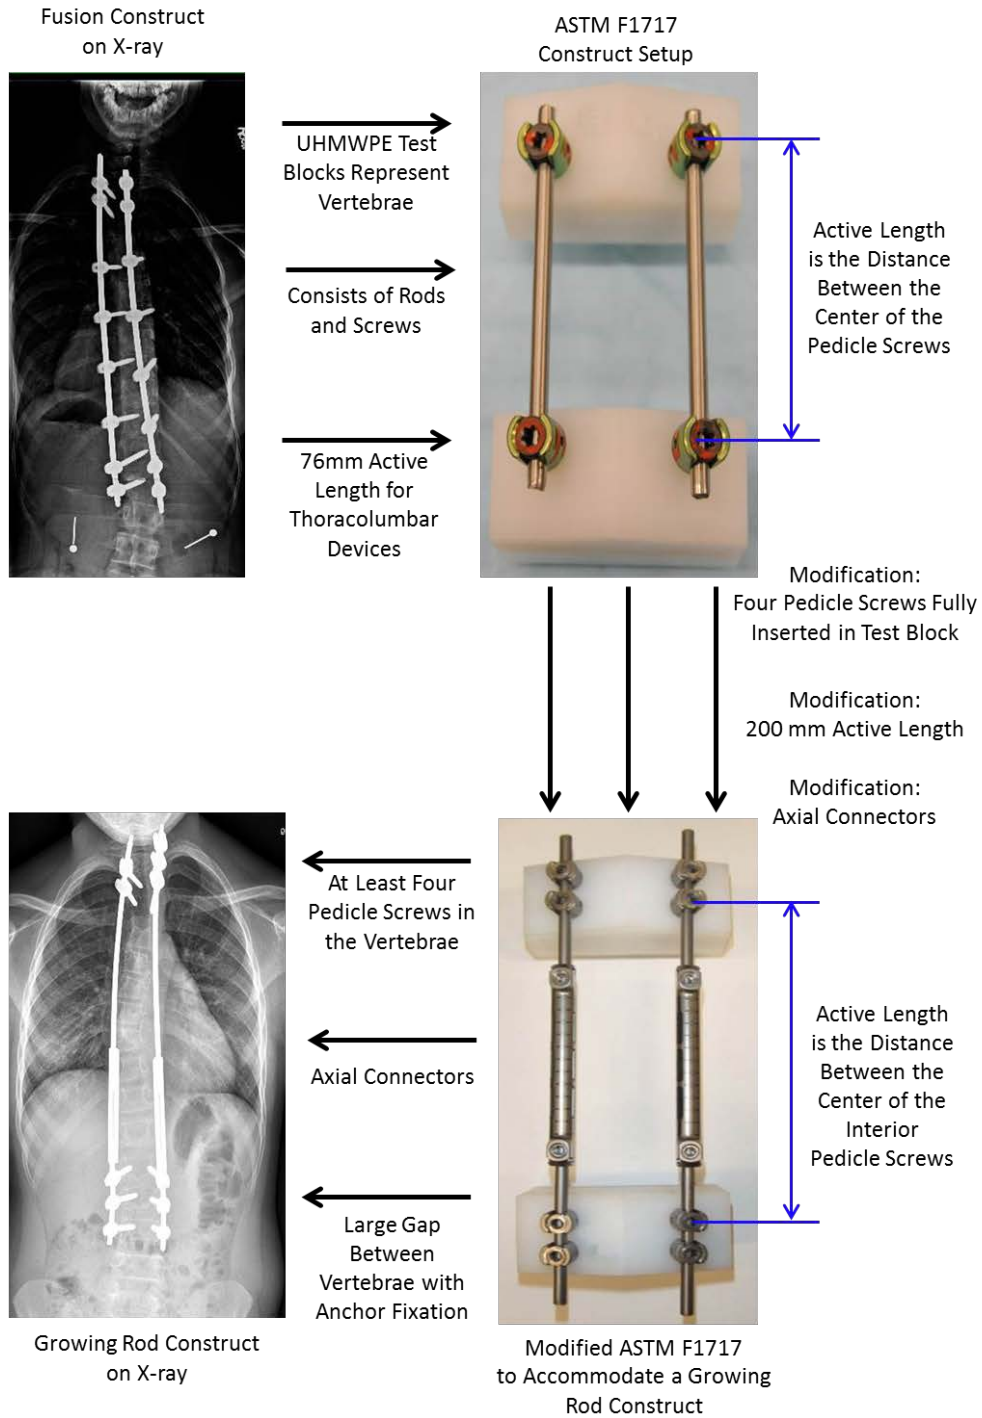 Fusion Construct
on X-ray
ASTM F1717
Construct Setup
UHMWPE Test
Blocks Represent
Vertebrae
Consists of Rods
and Screws
76mm Active
Length for
Thoracolumbar
Devices
Active Length
is the Distance
Between the
Center of the
Pedicle Screws
Modification:
Four Pedicle Screws Fully
Inserted in Test Block
Modification:
200 mm Active Length
Modification:
Axial Connectors
At Least Four
Pedicle Screws in
the Vertebrae
Axial Connectors
Large Gap
Between
Vertebrae with
Anchor Fixation
Active Length
is the Distance
Between the
Center of the
Interior
Pedicle Screws
Growing Rod Construct
on X-ray
Modified ASTM F1717
to Accommodate a Growing
Rod Construct